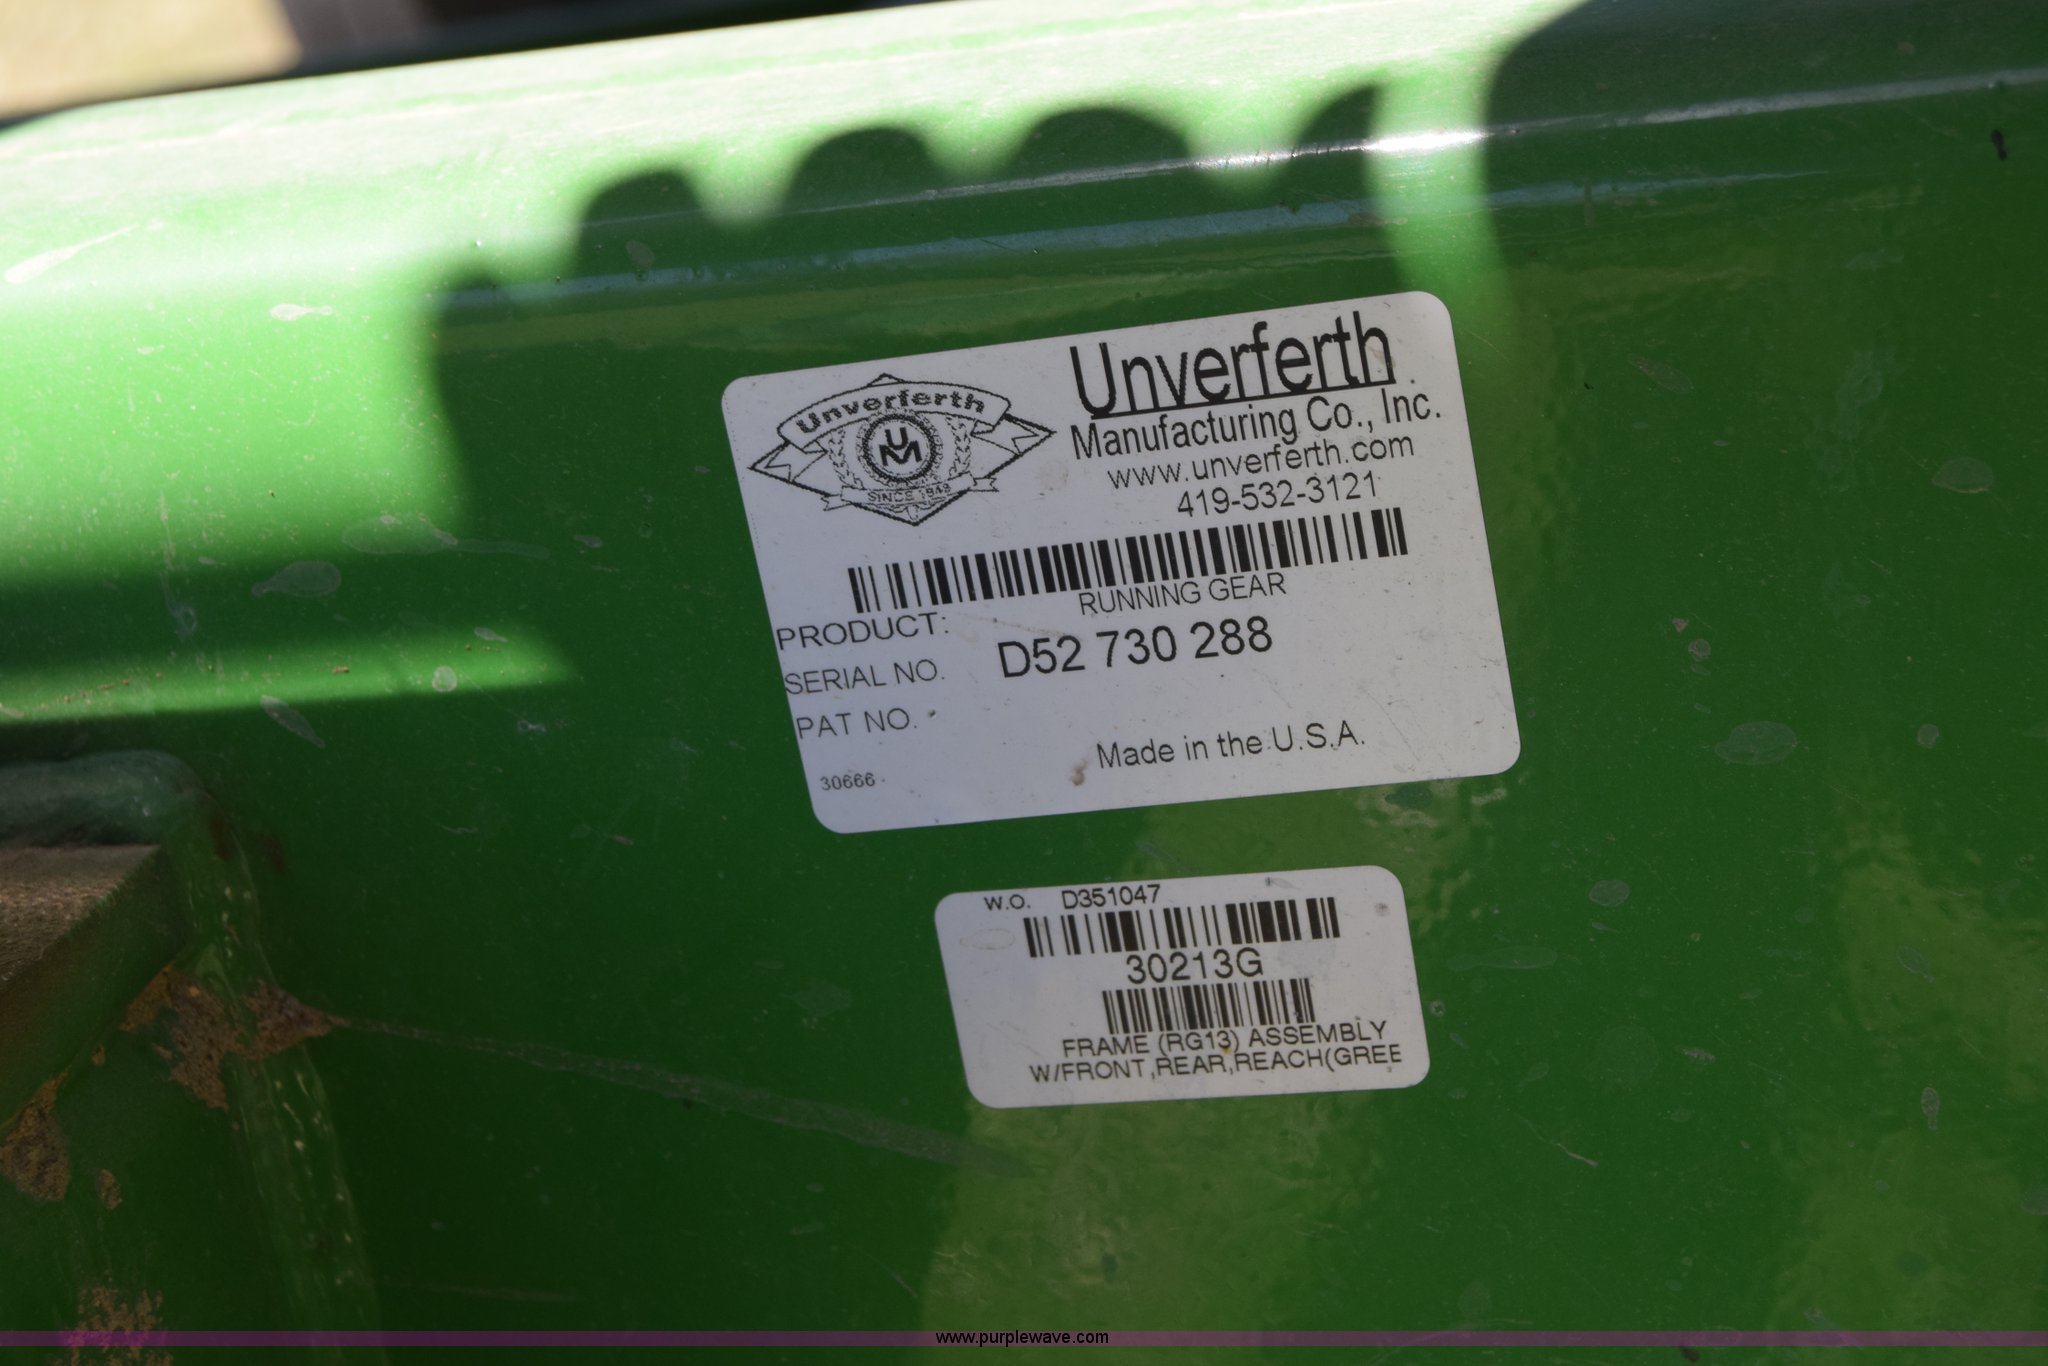 Unverferth
UM
SINCE 1948
Unverferth
Manufacturing Co., Inc.
www.unverferth.com
419-532-3121
RUNNING GEAR
PRODUCT:
SERIAL NO. D52 730 288
PAT NO.
Made in the U.S.A.
30666
W.O. D351047
30213G
FRAME (RG13) ASSEMBLY
W/FRONT,REAR,REACH(GREE
www.purplewave.com